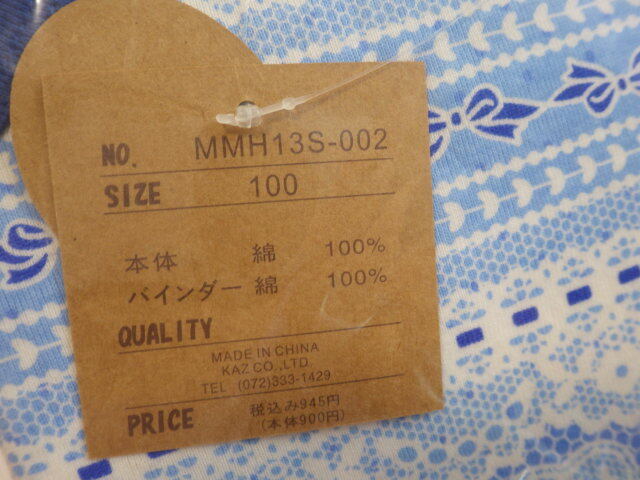 NO. MMH13S-002
SIZE 100
本体 綿 100%
バインダー 綿 100%
QUALITY
MADE IN CHINA
KAZ CO.,LTD.
TEL (072)333-1429
PRICE 税込み945円
(本体900円)